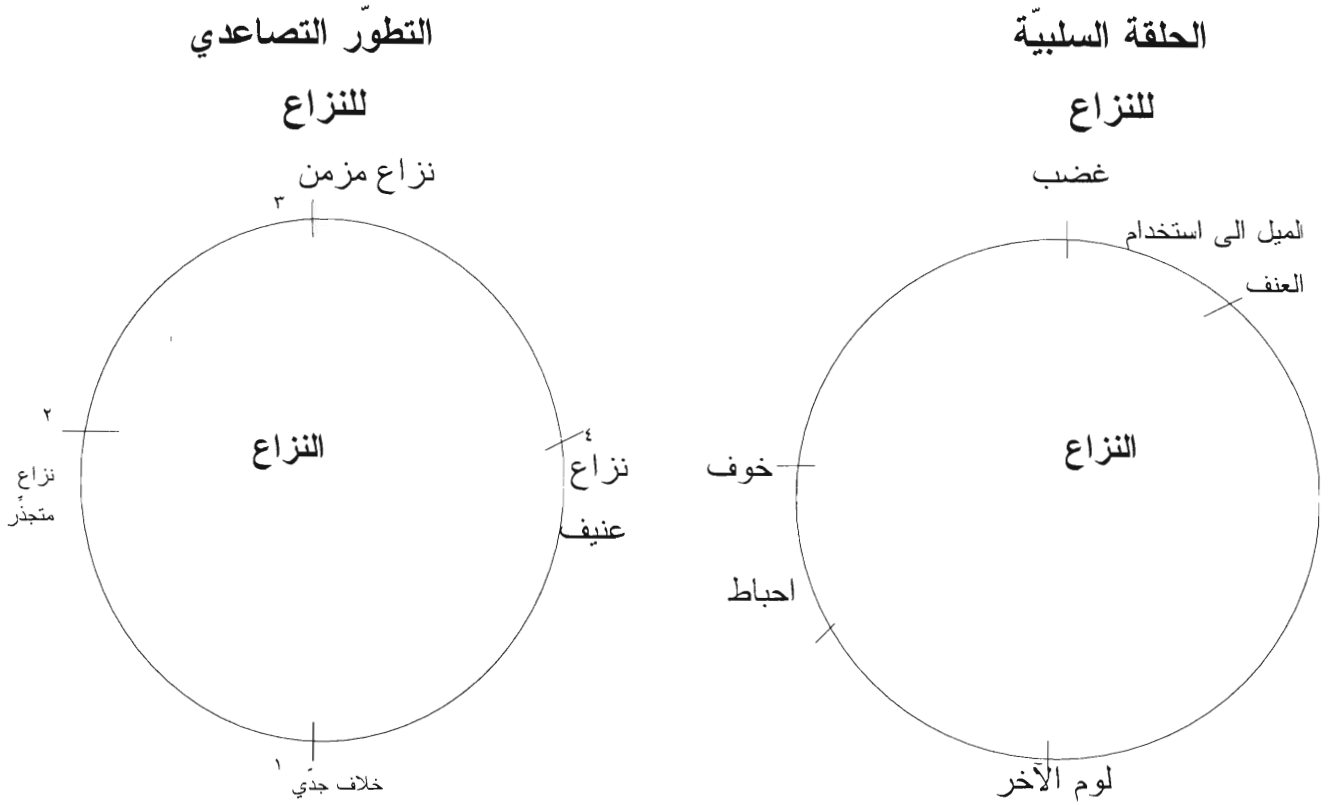 الحلقة السلبيّة
للنزاع
غضب
الميل الى استخدام
العنف
النزاع
خوف
احباط
لوم الآخر
التطوّر التصاعدي
للنزاع
نزاع مزمن
٣
٢
نزاع
متجذِّر
النزاع
٤
نزاع
عنيف
١
خلاف جدّي